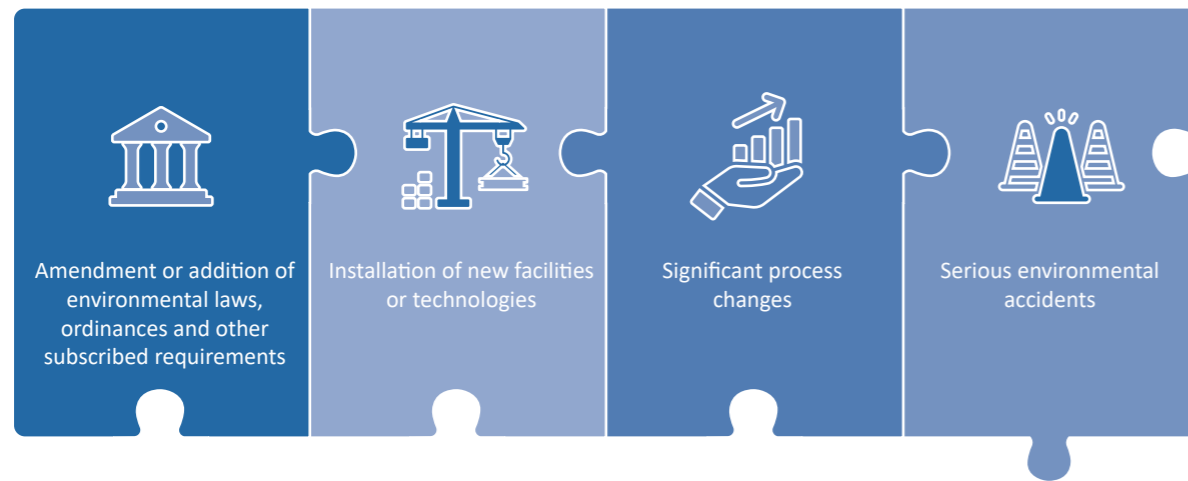 Amendment or addition of
environmental laws,
ordinances and other
subscribed requirements
Installation of new facilities
or technologies
Significant process
changes
Serious environmental
accidents